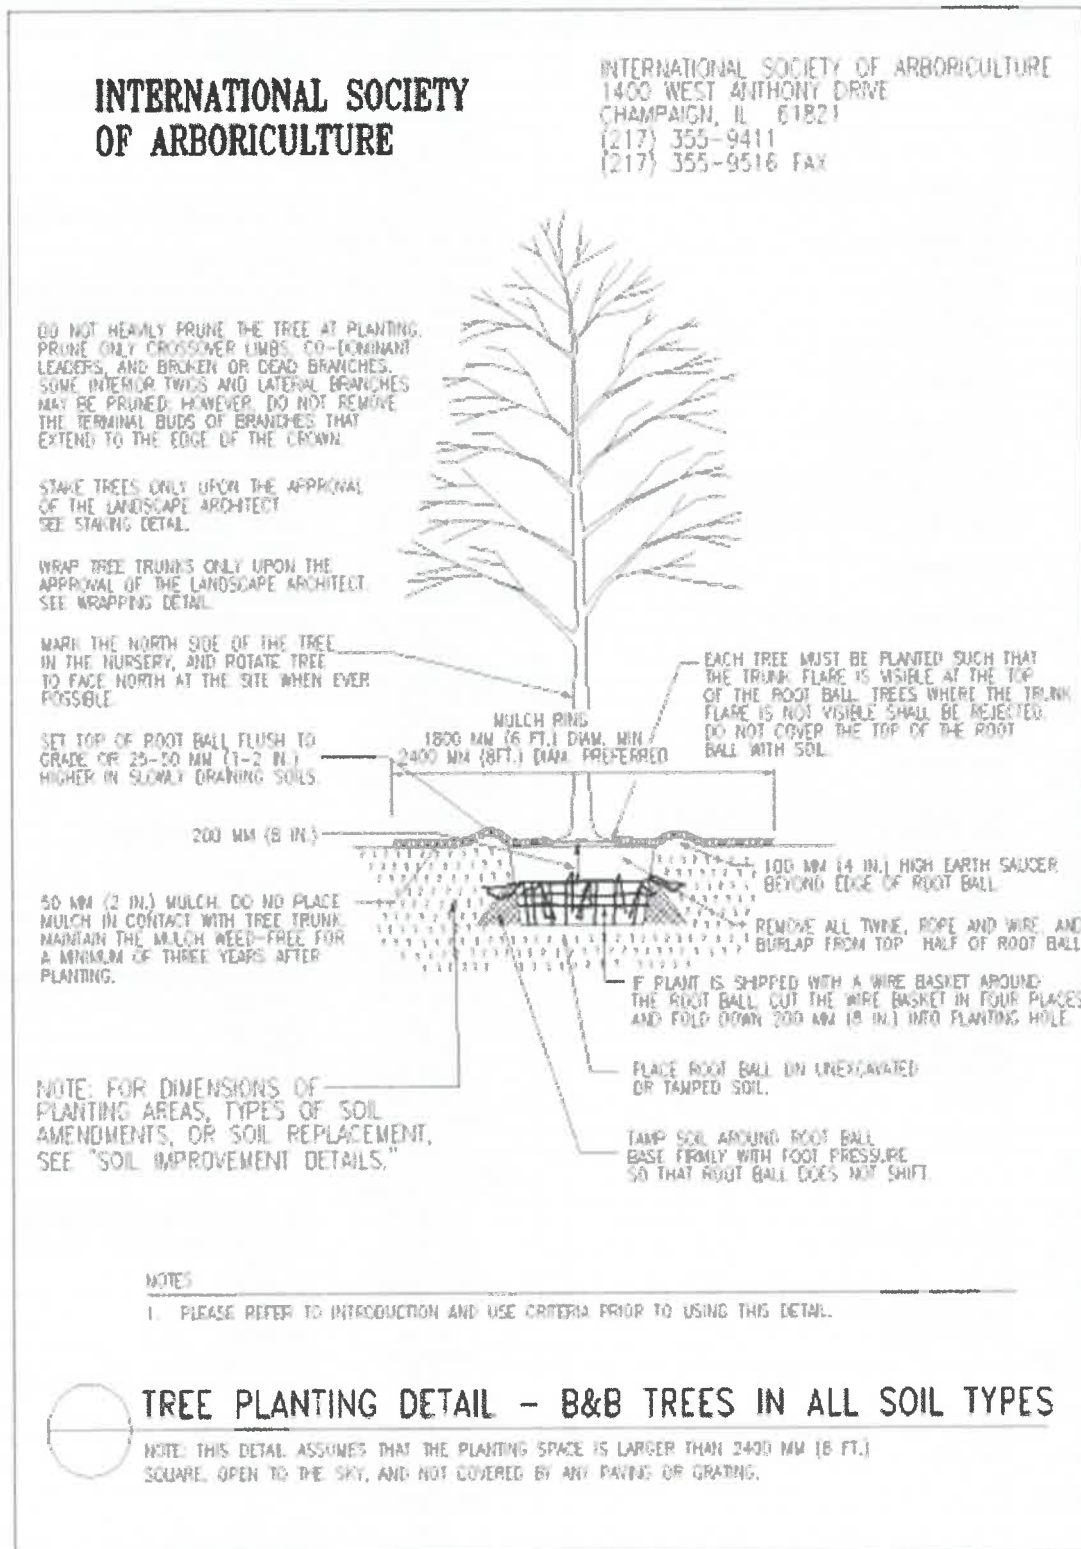 INTERNATIONAL SOCIETY
OF ARBORICULTURE
INTERNATIONAL SOCIETY OF ARBORICULTURE
1400 WEST ANTHONY DRIVE
CHAMPAIGN, IL 61821
(217) 355-9411
(217) 355-9516 FAX
DO NOT HEAVILY PRUNE THE TREE AT PLANTING.
PRUNE ONLY CROSSOVER LIMBS, CO-DOMINANT
LEADERS, AND BROKEN OR DEAD BRANCHES.
SOME INTERIOR TWIGS AND LATERAL BRANCHES
MAY BE PRUNED; HOWEVER, DO NOT REMOVE
THE TERMINAL BUDS OF BRANCHES THAT
EXTEND TO THE EDGE OF THE CROWN.
STAKE TREES ONLY UPON THE APPROVAL
OF THE LANDSCAPE ARCHITECT
SEE STAKING DETAIL.
WRAP TREE TRUNKS ONLY UPON THE
APPROVAL OF THE LANDSCAPE ARCHITECT.
SEE WRAPPING DETAIL.
MARK THE NORTH SIDE OF THE TREE
IN THE NURSERY, AND ROTATE TREE
TO FACE NORTH AT THE SITE WHEN EVER
POSSIBLE.
SET TOP OF ROOT BALL FLUSH TO
GRADE OR 25-50 MM (1-2 IN.)
HIGHER IN SLOWLY DRAINING SOILS.
MULCH RING
1800 MM (6 FT.) DIAM. MIN.
2400 MM (8FT.) DIAM. PREFERRED
EACH TREE MUST BE PLANTED SUCH THAT
THE TRUNK FLARE IS VISIBLE AT THE TOP
OF THE ROOT BALL. TREES WHERE THE TRUNK
FLARE IS NOT VISIBLE SHALL BE REJECTED.
DO NOT COVER THE TOP OF THE ROOT
BALL WITH SOIL.
200 MM (8 IN.)
50 MM (2 IN.) MULCH. DO NO PLACE
MULCH IN CONTACT WITH TREE TRUNK.
MAINTAIN THE MULCH WEED-FREE FOR
A MINIMUM OF THREE YEARS AFTER
PLANTING.
100 MM (4 IN.) HIGH EARTH SAUCER
BEYOND EDGE OF ROOT BALL.
REMOVE ALL TWINE, ROPE AND WIRE, AND
BURLAP FROM TOP HALF OF ROOT BALL
IF PLANT IS SHIPPED WITH A WIRE BASKET AROUND
THE ROOT BALL, CUT THE WIRE BASKET IN FOUR PLACES
AND FOLD DOWN 200 MM (8 IN.) INTO PLANTING HOLE.
PLACE ROOT BALL ON UNEXCAVATED
OR TAMPED SOIL.
TAMP SOIL AROUND ROOT BALL
BASE FIRMLY WITH FOOT PRESSURE
SO THAT ROOT BALL DOES NOT SHIFT.
NOTE: FOR DIMENSIONS OF
PLANTING AREAS, TYPES OF SOIL
AMENDMENTS, OR SOIL REPLACEMENT,
SEE "SOIL IMPROVEMENT DETAILS."
NOTES
1. PLEASE REFER TO INTRODUCTION AND USE CRITERIA PRIOR TO USING THIS DETAIL.
TREE PLANTING DETAIL - B&B TREES IN ALL SOIL TYPES
NOTE: THIS DETAIL ASSUMES THAT THE PLANTING SPACE IS LARGER THAN 2400 MM (8 FT.)
SQUARE, OPEN TO THE SKY, AND NOT COVERED BY ANY PAVING OR GRATING.